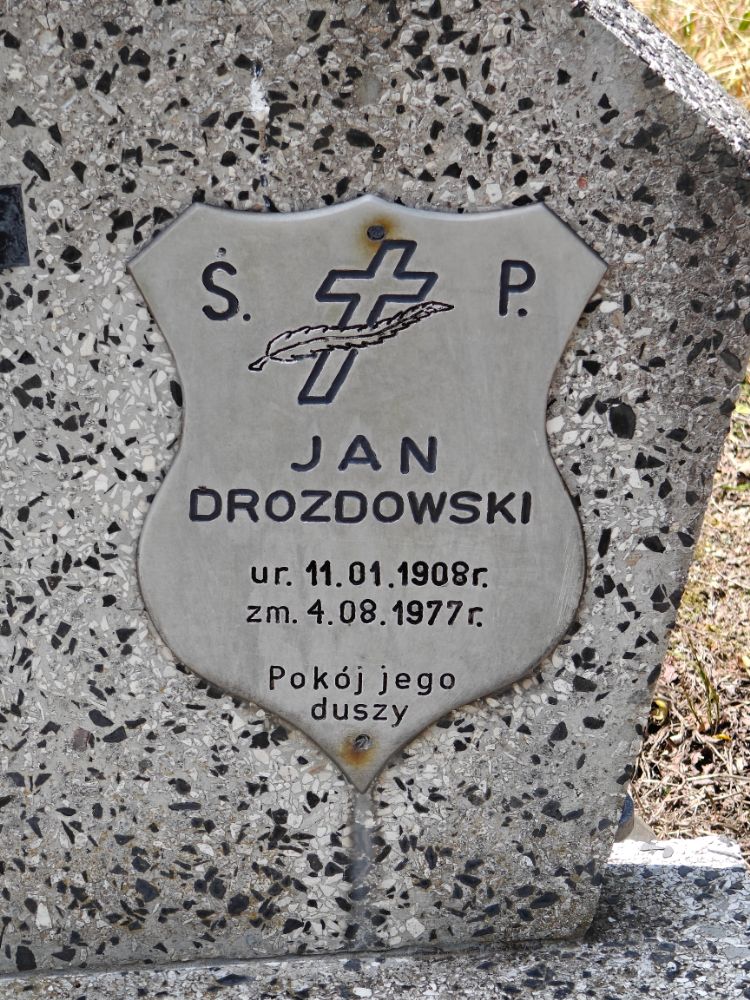 Ś. P.
JAN
DROZDOWSKI
ur. 11.01.1908r.
zm. 4.08.1977r.
Pokój jego
duszy